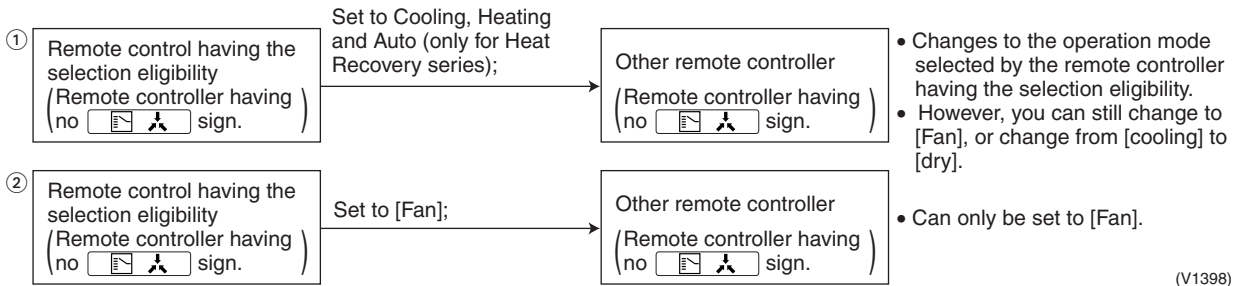 ①
Remote control having the
selection eligibility
(Remote controller having
no sign.)
Set to Cooling, Heating
and Auto (only for Heat
Recovery series);
Other remote controller
(Remote controller having
no sign.)
• Changes to the operation mode
selected by the remote controller
having the selection eligibility.
• However, you can still change to
[Fan], or change from [cooling] to
[dry].
②
Remote control having the
selection eligibility
(Remote controller having
no sign.)
Set to [Fan];
Other remote controller
(Remote controller having
no sign.)
• Can only be set to [Fan].
(V1398)